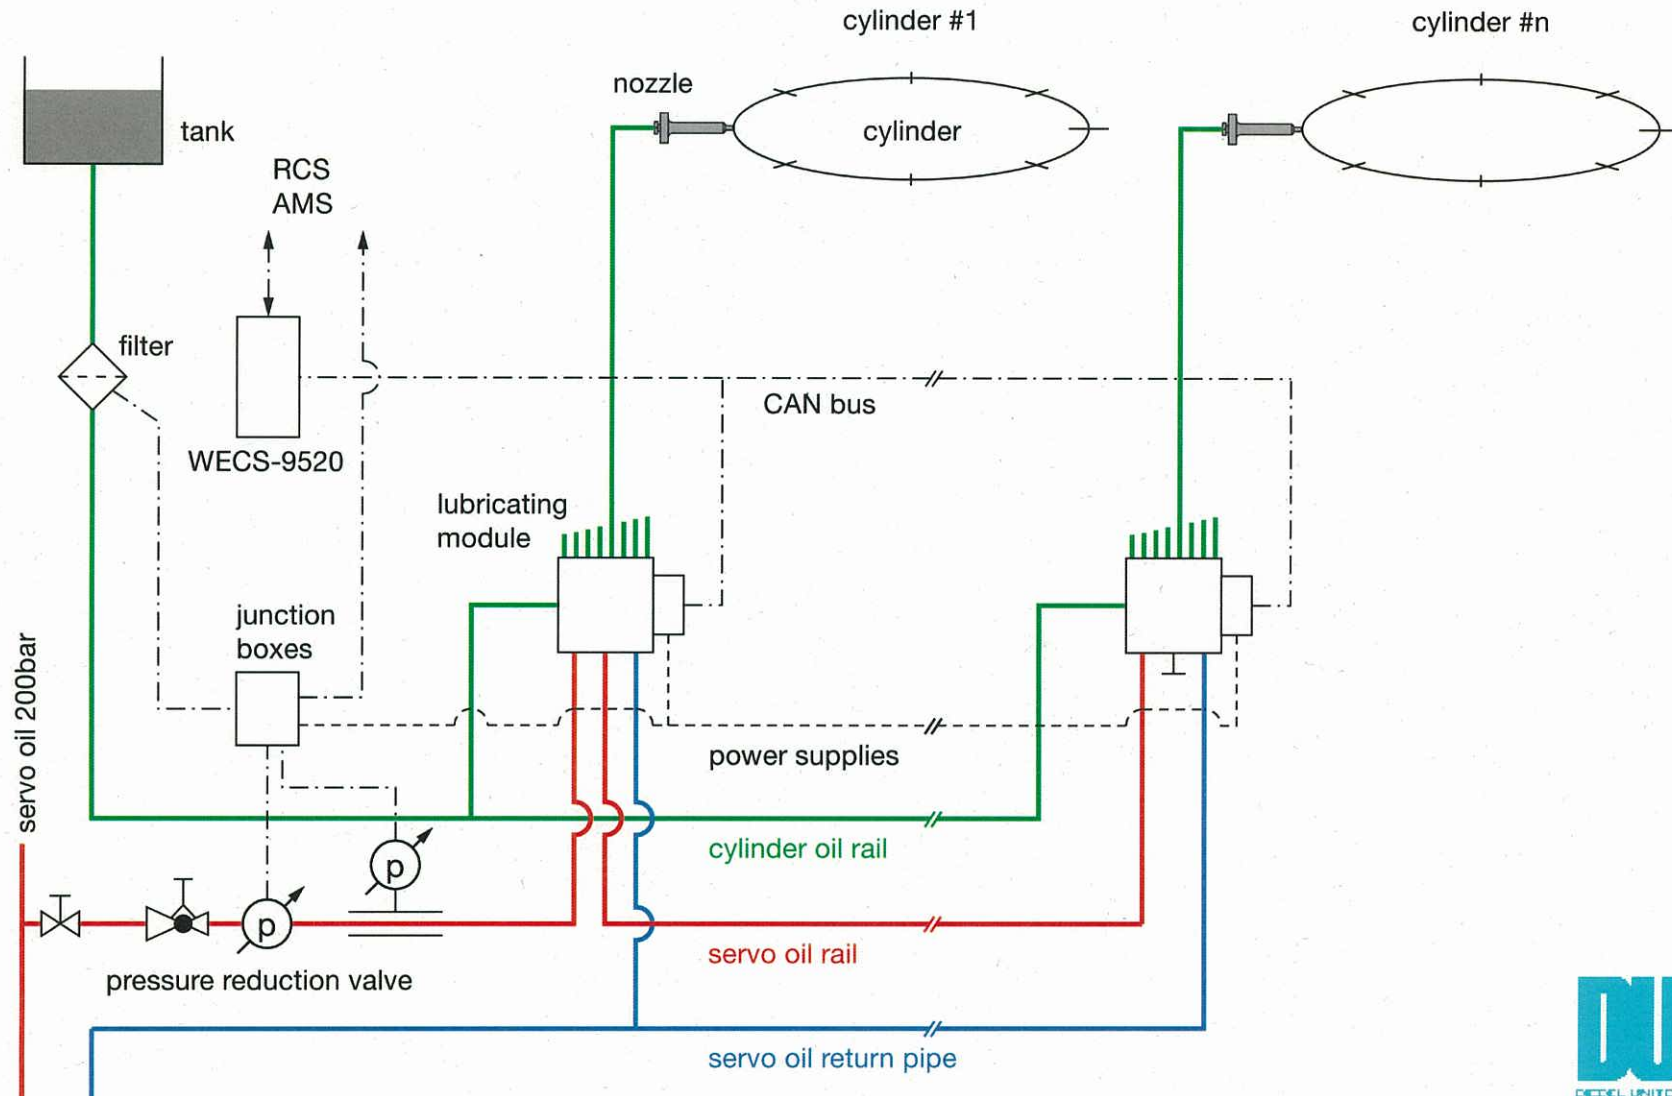 cylinder #1
cylinder #n
nozzle
cylinder
tank
RCS
AMS
filter
CAN bus
WECS-9520
lubricating
module
junction
boxes
servo oil 200bar
power supplies
cylinder oil rail
p
p
servo oil rail
pressure reduction valve
servo oil return pipe
DU